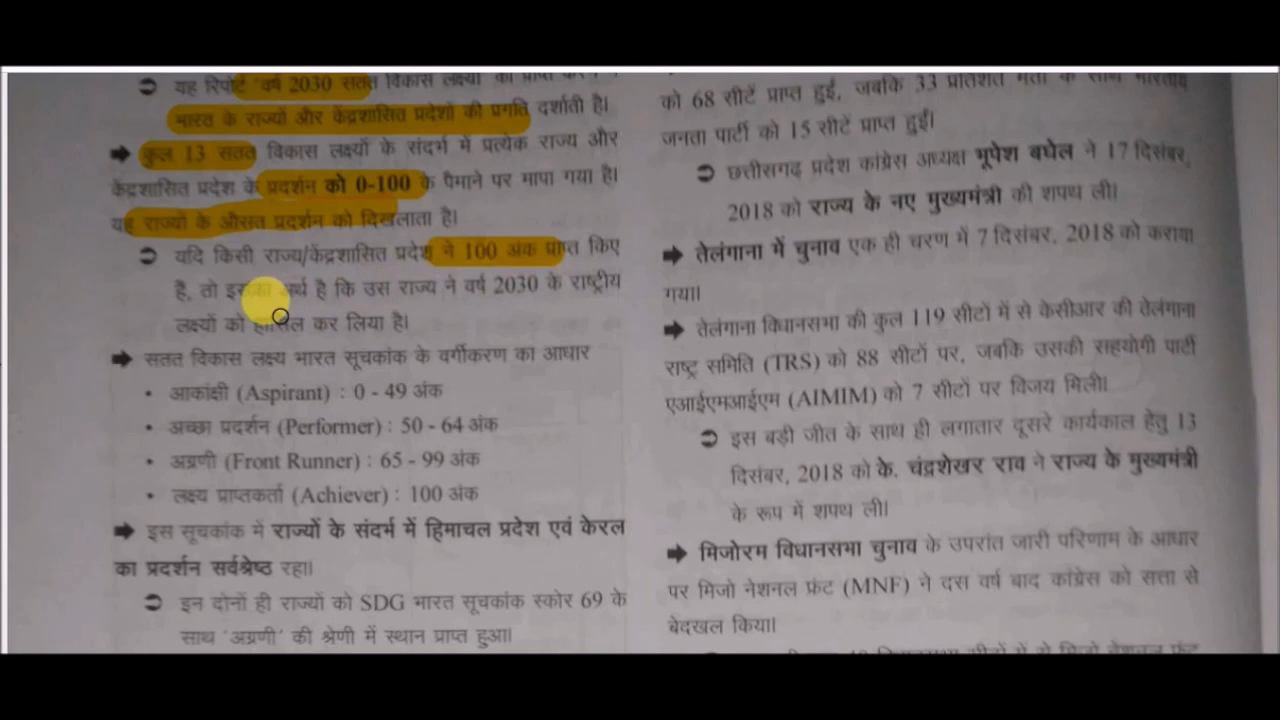 यह रिपोर्ट 'वर्ष 2030 सतत विकास लक्ष्यों को प्राप्त
भारत के राज्यों और केंद्रशासित प्रदेशों की प्रगति दर्शाती है।
➡ कुल 13 सतत विकास लक्ष्यों के संदर्भ में प्रत्येक राज्य और
केंद्रशासित प्रदेश के प्रदर्शन को 0-100 के पैमाने पर मापा गया है।
यह राज्यों के औसत प्रदर्शन को दिखलाता है।
यदि किसी राज्य/केंद्रशासित प्रदेश ने 100 अंक प्राप्त किए
हैं, तो इसका अर्थ है कि उस राज्य ने वर्ष 2030 के राष्ट्रीय
लक्ष्यों को हासिल कर लिया है।
➡ सतत विकास लक्ष्य भारत सूचकांक के वर्गीकरण का आधार
• आकांक्षी (Aspirant) : 0 - 49 अंक
• अच्छा प्रदर्शन (Performer) : 50 - 64 अंक
• अग्रणी (Front Runner) : 65 - 99 अंक
• लक्ष्य प्राप्तकर्ता (Achiever) : 100 अंक
➡ इस सूचकांक में राज्यों के संदर्भ में हिमाचल प्रदेश एवं केरल
का प्रदर्शन सर्वश्रेष्ठ रहा।
इन दोनों ही राज्यों को SDG भारत सूचकांक स्कोर 69 के
साथ 'अग्रणी' की श्रेणी में स्थान प्राप्त हुआ।
को 68 सीटें प्राप्त हुईं, जबकि 33 प्रतिशत मतों के साथ भारतीय
जनता पार्टी को 15 सीटें प्राप्त हुईं।
छत्तीसगढ़ प्रदेश कांग्रेस अध्यक्ष भूपेश बघेल ने 17 दिसंबर,
2018 को राज्य के नए मुख्यमंत्री की शपथ ली।
➡ तेलंगाना में चुनाव एक ही चरण में 7 दिसंबर, 2018 को कराया
गया।
➡ तेलंगाना विधानसभा की कुल 119 सीटों में से केसीआर की तेलंगाना
राष्ट्र समिति (TRS) को 88 सीटों पर, जबकि उसकी सहयोगी पार्टी
एआईएमआईएम (AIMIM) को 7 सीटों पर विजय मिली।
इस बड़ी जीत के साथ ही लगातार दूसरे कार्यकाल हेतु 13
दिसंबर, 2018 को के. चंद्रशेखर राव ने राज्य के मुख्यमंत्री
के रूप में शपथ ली।
➡ मिजोरम विधानसभा चुनाव के उपरांत जारी परिणाम के आधार
पर मिजो नेशनल फ्रंट (MNF) ने दस वर्ष बाद कांग्रेस को सत्ता से
बेदखल किया।
विधानसभा सीटों में से मिजो नेशनल फ्रंट